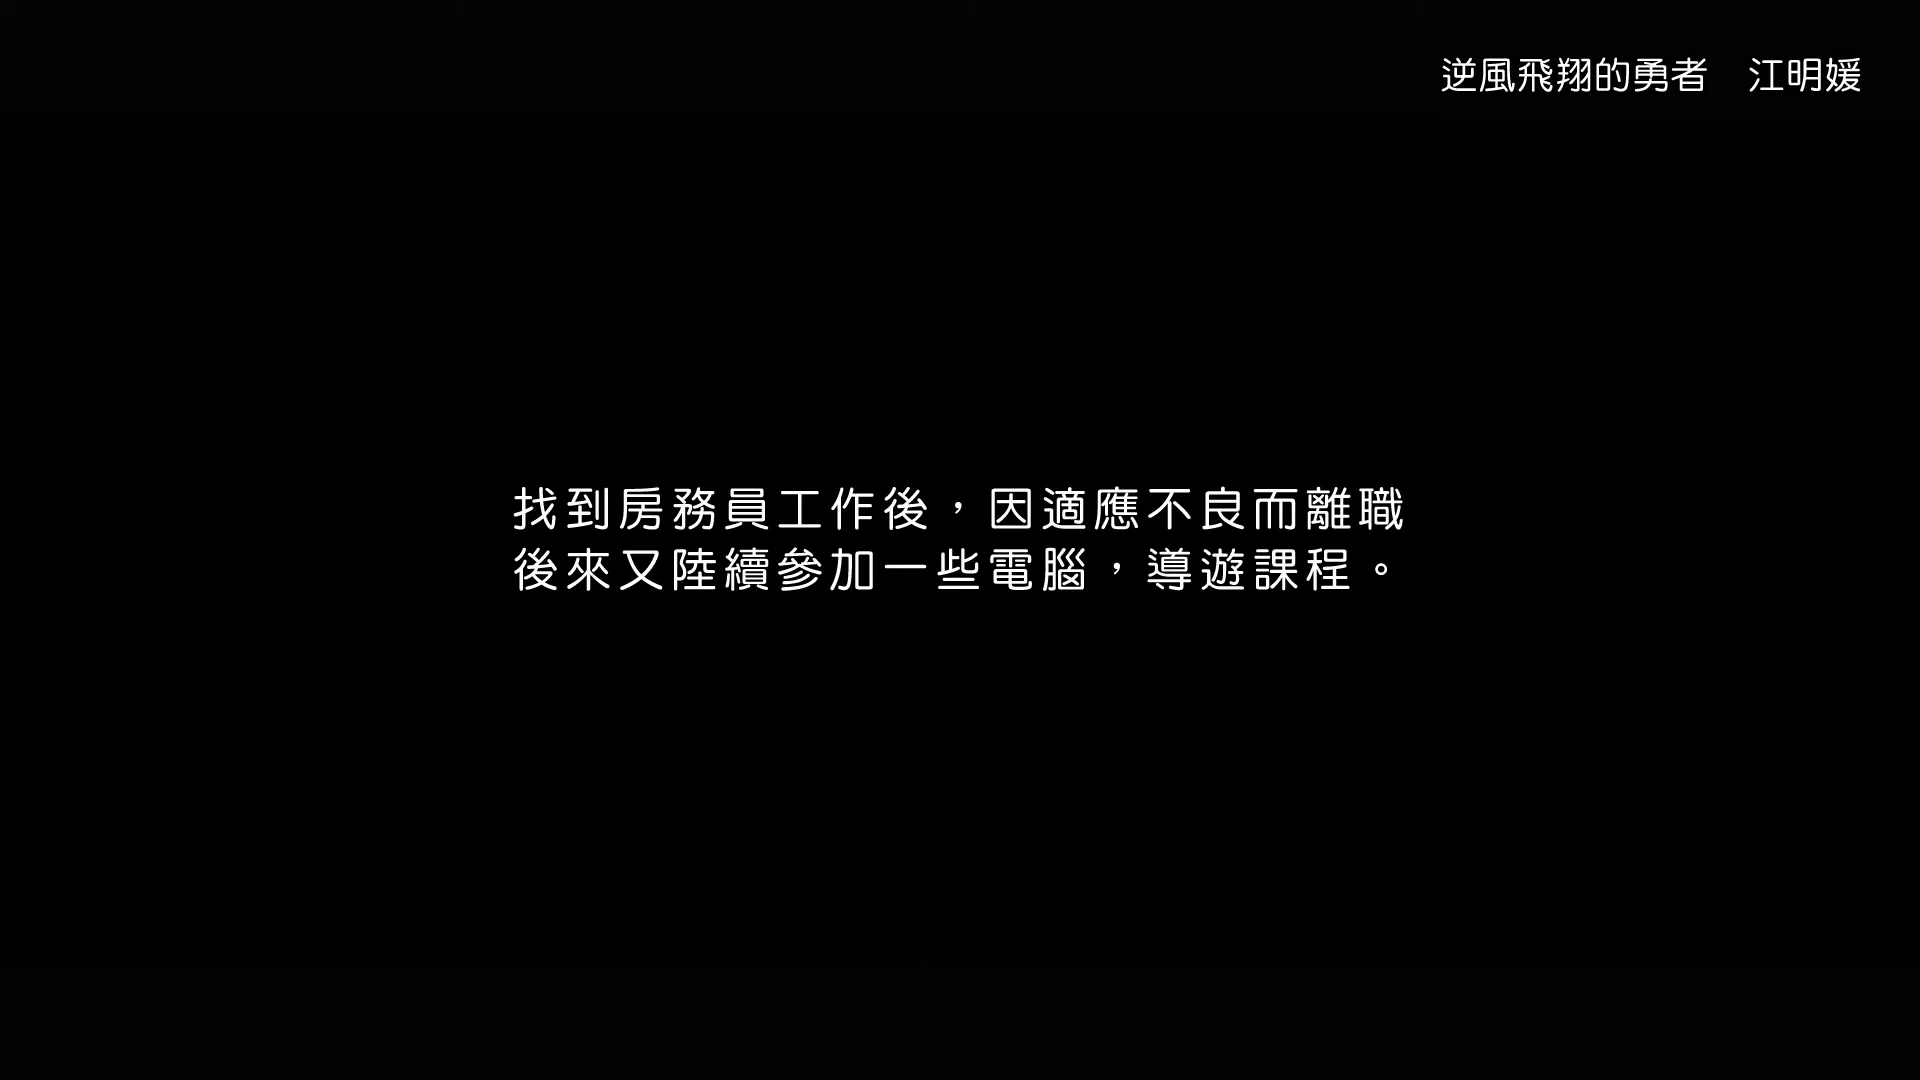 逆風飛翔的勇者　江明媛
找到房務員工作後，因適應不良而離職
後來又陸續參加一些電腦，導遊課程。